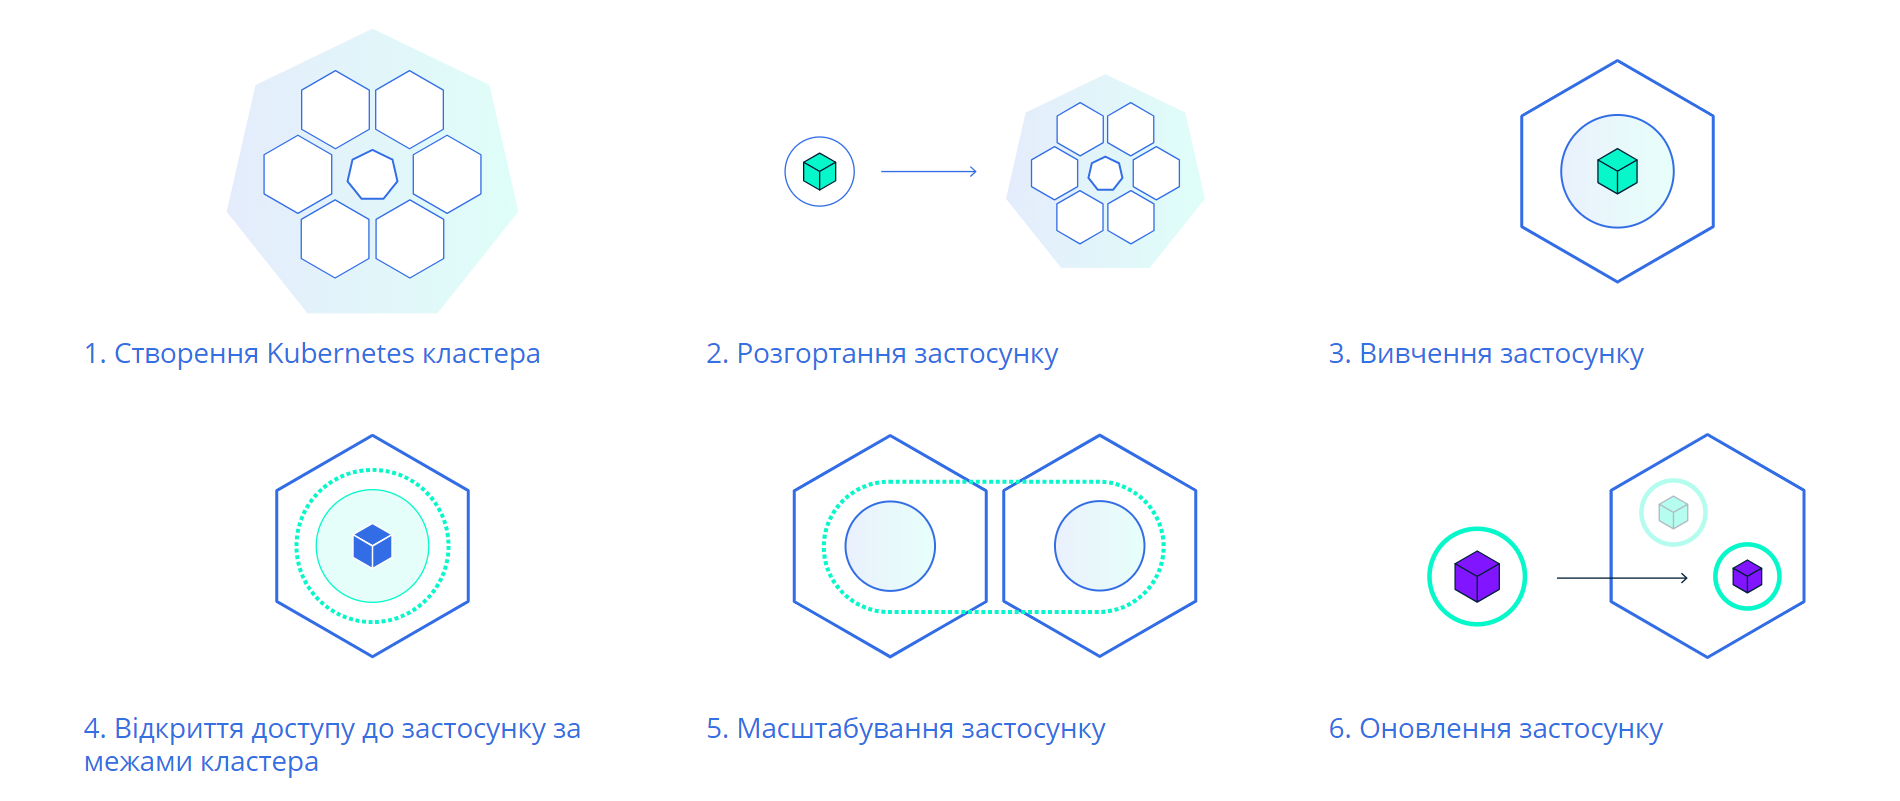 1. Створення Kubernetes кластера
2. Розгортання застосунку
3. Вивчення застосунку
4. Відкриття доступу до застосунку за
межами кластера
5. Масштабування застосунку
6. Оновлення застосунку